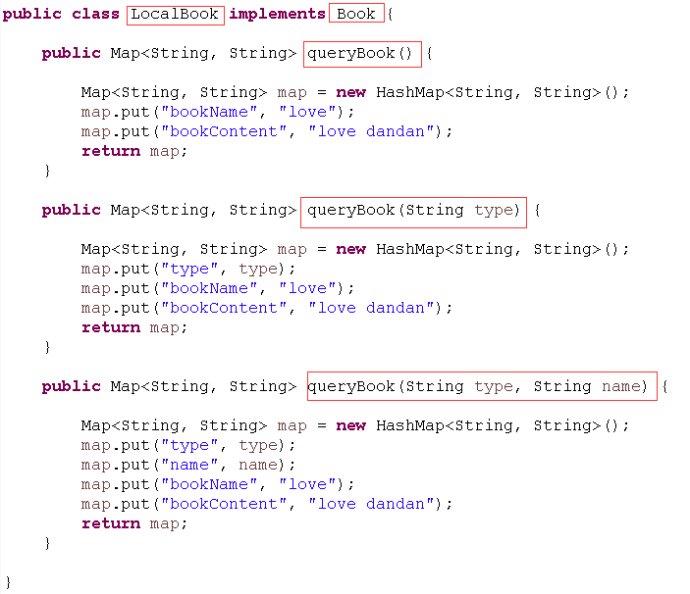 public class LocalBook implements Book {
public Map<String, String> queryBook() {
Map<String, String> map = new HashMap<String, String>();
map.put("bookName", "love");
map.put("bookContent", "love dandan");
return map;
}
public Map<String, String> queryBook(String type) {
Map<String, String> map = new HashMap<String, String>();
map.put("type", type);
map.put("bookName", "love");
map.put("bookContent", "love dandan");
return map;
}
public Map<String, String> queryBook(String type, String name) {
Map<String, String> map = new HashMap<String, String>();
map.put("type", type);
map.put("name", name);
map.put("bookName", "love");
map.put("bookContent", "love dandan");
return map;
}
}